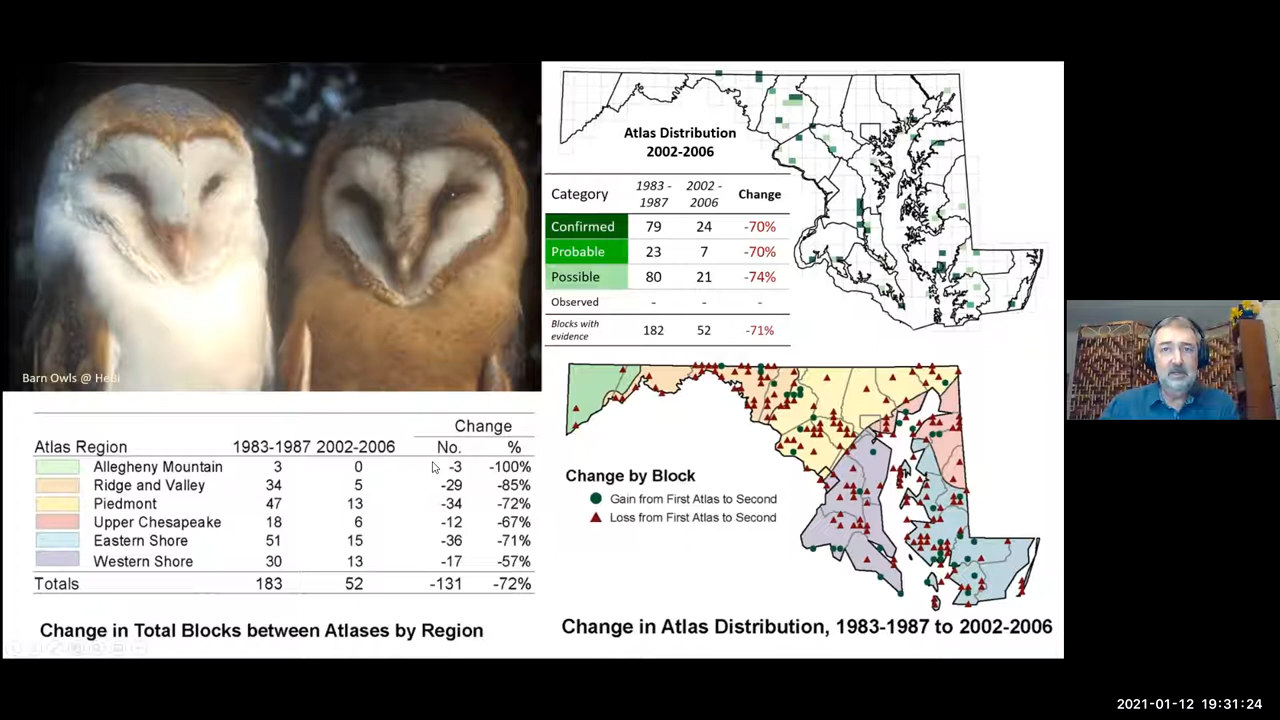 Barn Owls @
Atlas Distribution
2002-2006
Category 1983 - 1987 2002 - 2006 Change
Confirmed 79 24 -70%
Probable 23 7 -70%
Possible 80 21 -74%
Observed - - -
Blocks with evidence 182 52 -71%
Change
Atlas Region 1983-1987 2002-2006 No. %
Allegheny Mountain 3 0 -3 -100%
Ridge and Valley 34 5 -29 -85%
Piedmont 47 13 -34 -72%
Upper Chesapeake 18 6 -12 -67%
Eastern Shore 51 15 -36 -71%
Western Shore 30 13 -17 -57%
Totals 183 52 -131 -72%
Change in Total Blocks between Atlases by Region
Change by Block
Gain from First Atlas to Second
Loss from First Atlas to Second
Change in Atlas Distribution, 1983-1987 to 2002-2006
2021-01-12 19:31:24